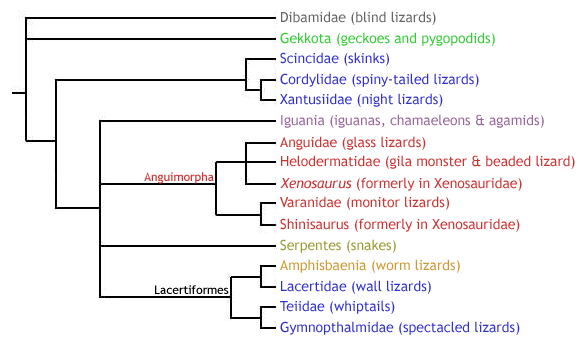 Dibamidae (blind lizards)
Gekkota (geckoes and pygopodids)
Scincidae (skinks)
Cordylidae (spiny-tailed lizards)
Xantusiidae (night lizards)
Iguania (iguanas, chamaeleons & agamids)
Anguidae (glass lizards)
Helodermatidae (gila monster & beaded lizard)
Anguimorpha
Xenosaurus (formerly in Xenosauridae)
Varanidae (monitor lizards)
Shinisaurus (formerly in Xenosauridae)
Serpentes (snakes)
Amphisbaenia (worm lizards)
Lacertiformes
Lacertidae (wall lizards)
Teiidae (whiptails)
Gymnopthalmidae (spectacled lizards)